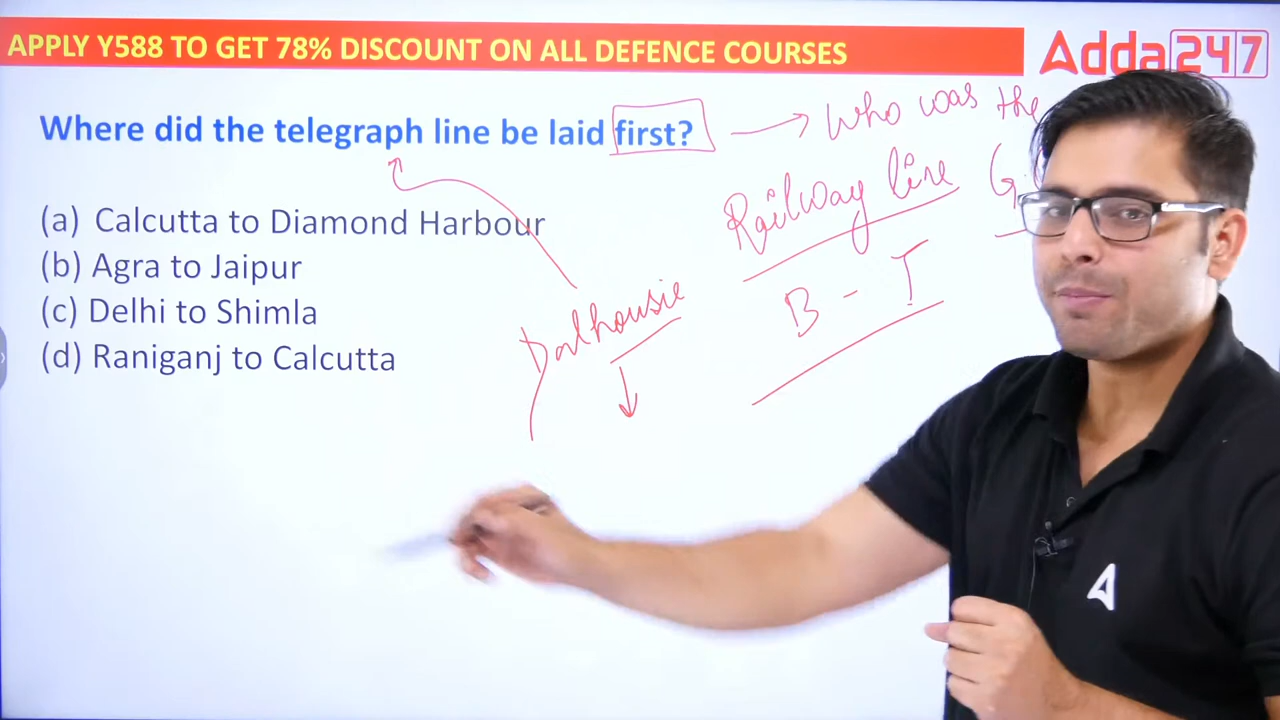 APPLY Y588 TO GET 78% DISCOUNT ON ALL DEFENCE COURSES
Adda247
Where did the telegraph line be laid first?
Who was the
Railway line G.
B - T
(a) Calcutta to Diamond Harbour
(b) Agra to Jaipur
(c) Delhi to Shimla
(d) Raniganj to Calcutta
Dalhousie